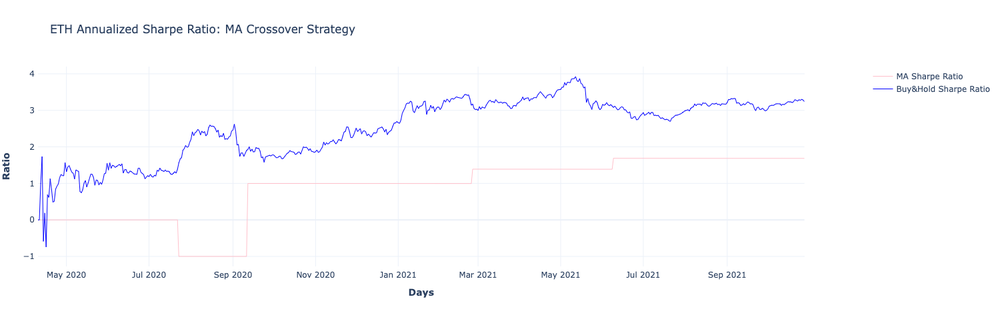 ETH Annualized Sharpe Ratio: MA Crossover Strategy
MA Sharpe Ratio
Buy&Hold Sharpe Ratio
Ratio
4
3
2
1
0
−1
May 2020
Jul 2020
Sep 2020
Nov 2020
Jan 2021
Mar 2021
May 2021
Jul 2021
Sep 2021
Days